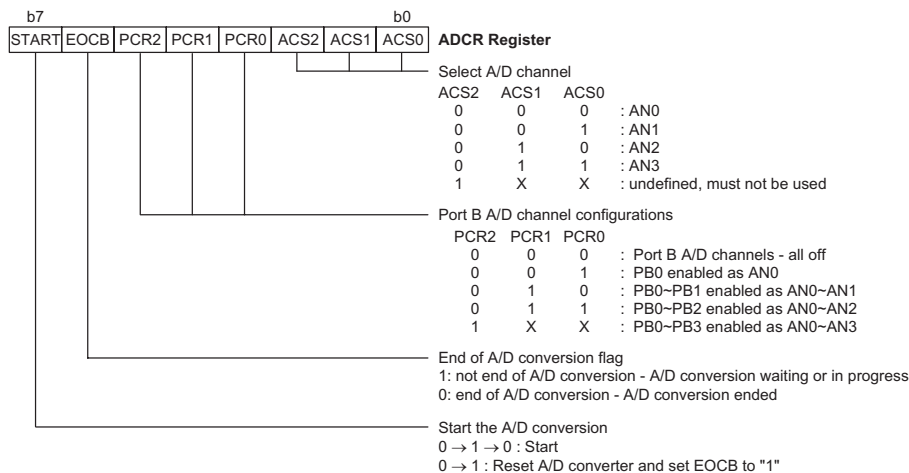 b7 b0
START EOCB PCR2 PCR1 PCR0 ACS2 ACS1 ACS0 ADCR Register
Select A/D channel
ACS2 ACS1 ACS0
0 0 0 : AN0
0 0 1 : AN1
0 1 0 : AN2
0 1 1 : AN3
1 X X : undefined, must not be used
Port B A/D channel configurations
PCR2 PCR1 PCR0
0 0 0 : Port B A/D channels - all off
0 0 1 : PB0 enabled as AN0
0 1 0 : PB0~PB1 enabled as AN0~AN1
0 1 1 : PB0~PB2 enabled as AN0~AN2
1 X X : PB0~PB3 enabled as AN0~AN3
End of A/D conversion flag
1: not end of A/D conversion - A/D conversion waiting or in progress
0: end of A/D conversion - A/D conversion ended
Start the A/D conversion
0 → 1 → 0 : Start
0 → 1 : Reset A/D converter and set EOCB to "1"